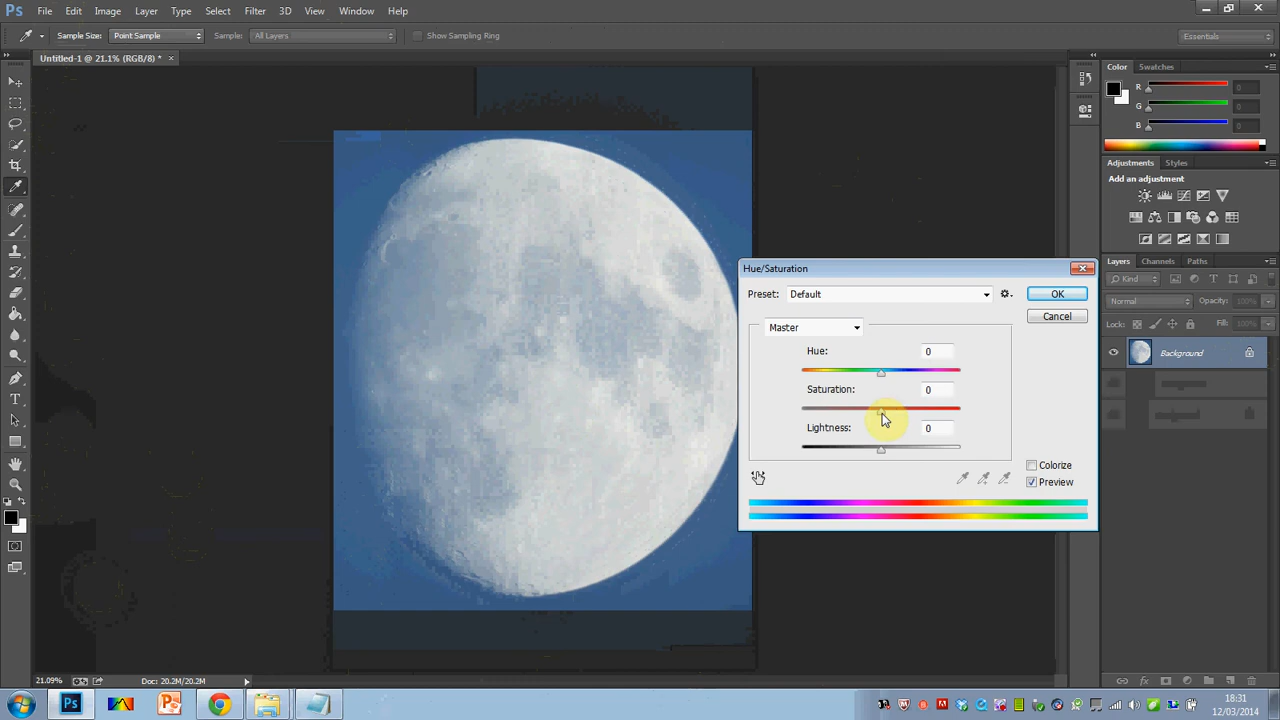 Ps File Edit Image Layer Type Select Filter 3D View Window Help
Sample Size: Point Sample Sample: All Layers Show Sampling Ring Essentials
Untitled-1 @ 21.1% (RGB/8) * ×
Color Swatches
R 0
G 0
B 0
Adjustments Styles
Add an adjustment
Layers Channels Paths
Kind
Normal Opacity: 100%
Lock: Fill: 100%
Background
Hue/Saturation
Preset: Default OK
Cancel
Master
Hue: 0
Saturation: 0
Lightness: 0
Colorize
Preview
21.09% Doc: 20.2M/20.2M
Ps
18:31
12/03/2014